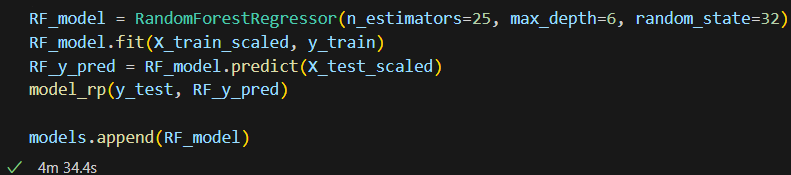 RF_model = RandomForestRegressor(n_estimators=25, max_depth=6, random_state=32)
RF_model.fit(X_train_scaled, y_train)
RF_y_pred = RF_model.predict(X_test_scaled)
model_rp(y_test, RF_y_pred)
models.append(RF_model)
✓ 4m 34.4s